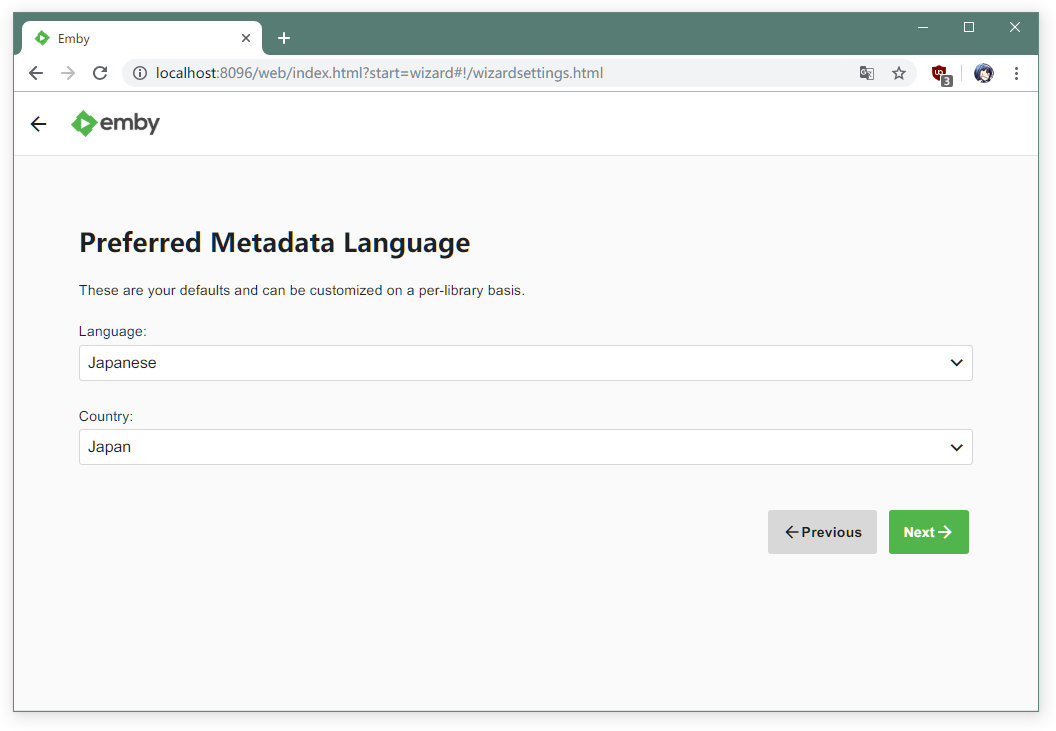 Emby
localhost:8096/web/index.html?start=wizard#!/wizardsettings.html
3
emby
Preferred Metadata Language
These are your defaults and can be customized on a per-library basis.
Language:
Japanese
Country:
Japan
Previous
Next